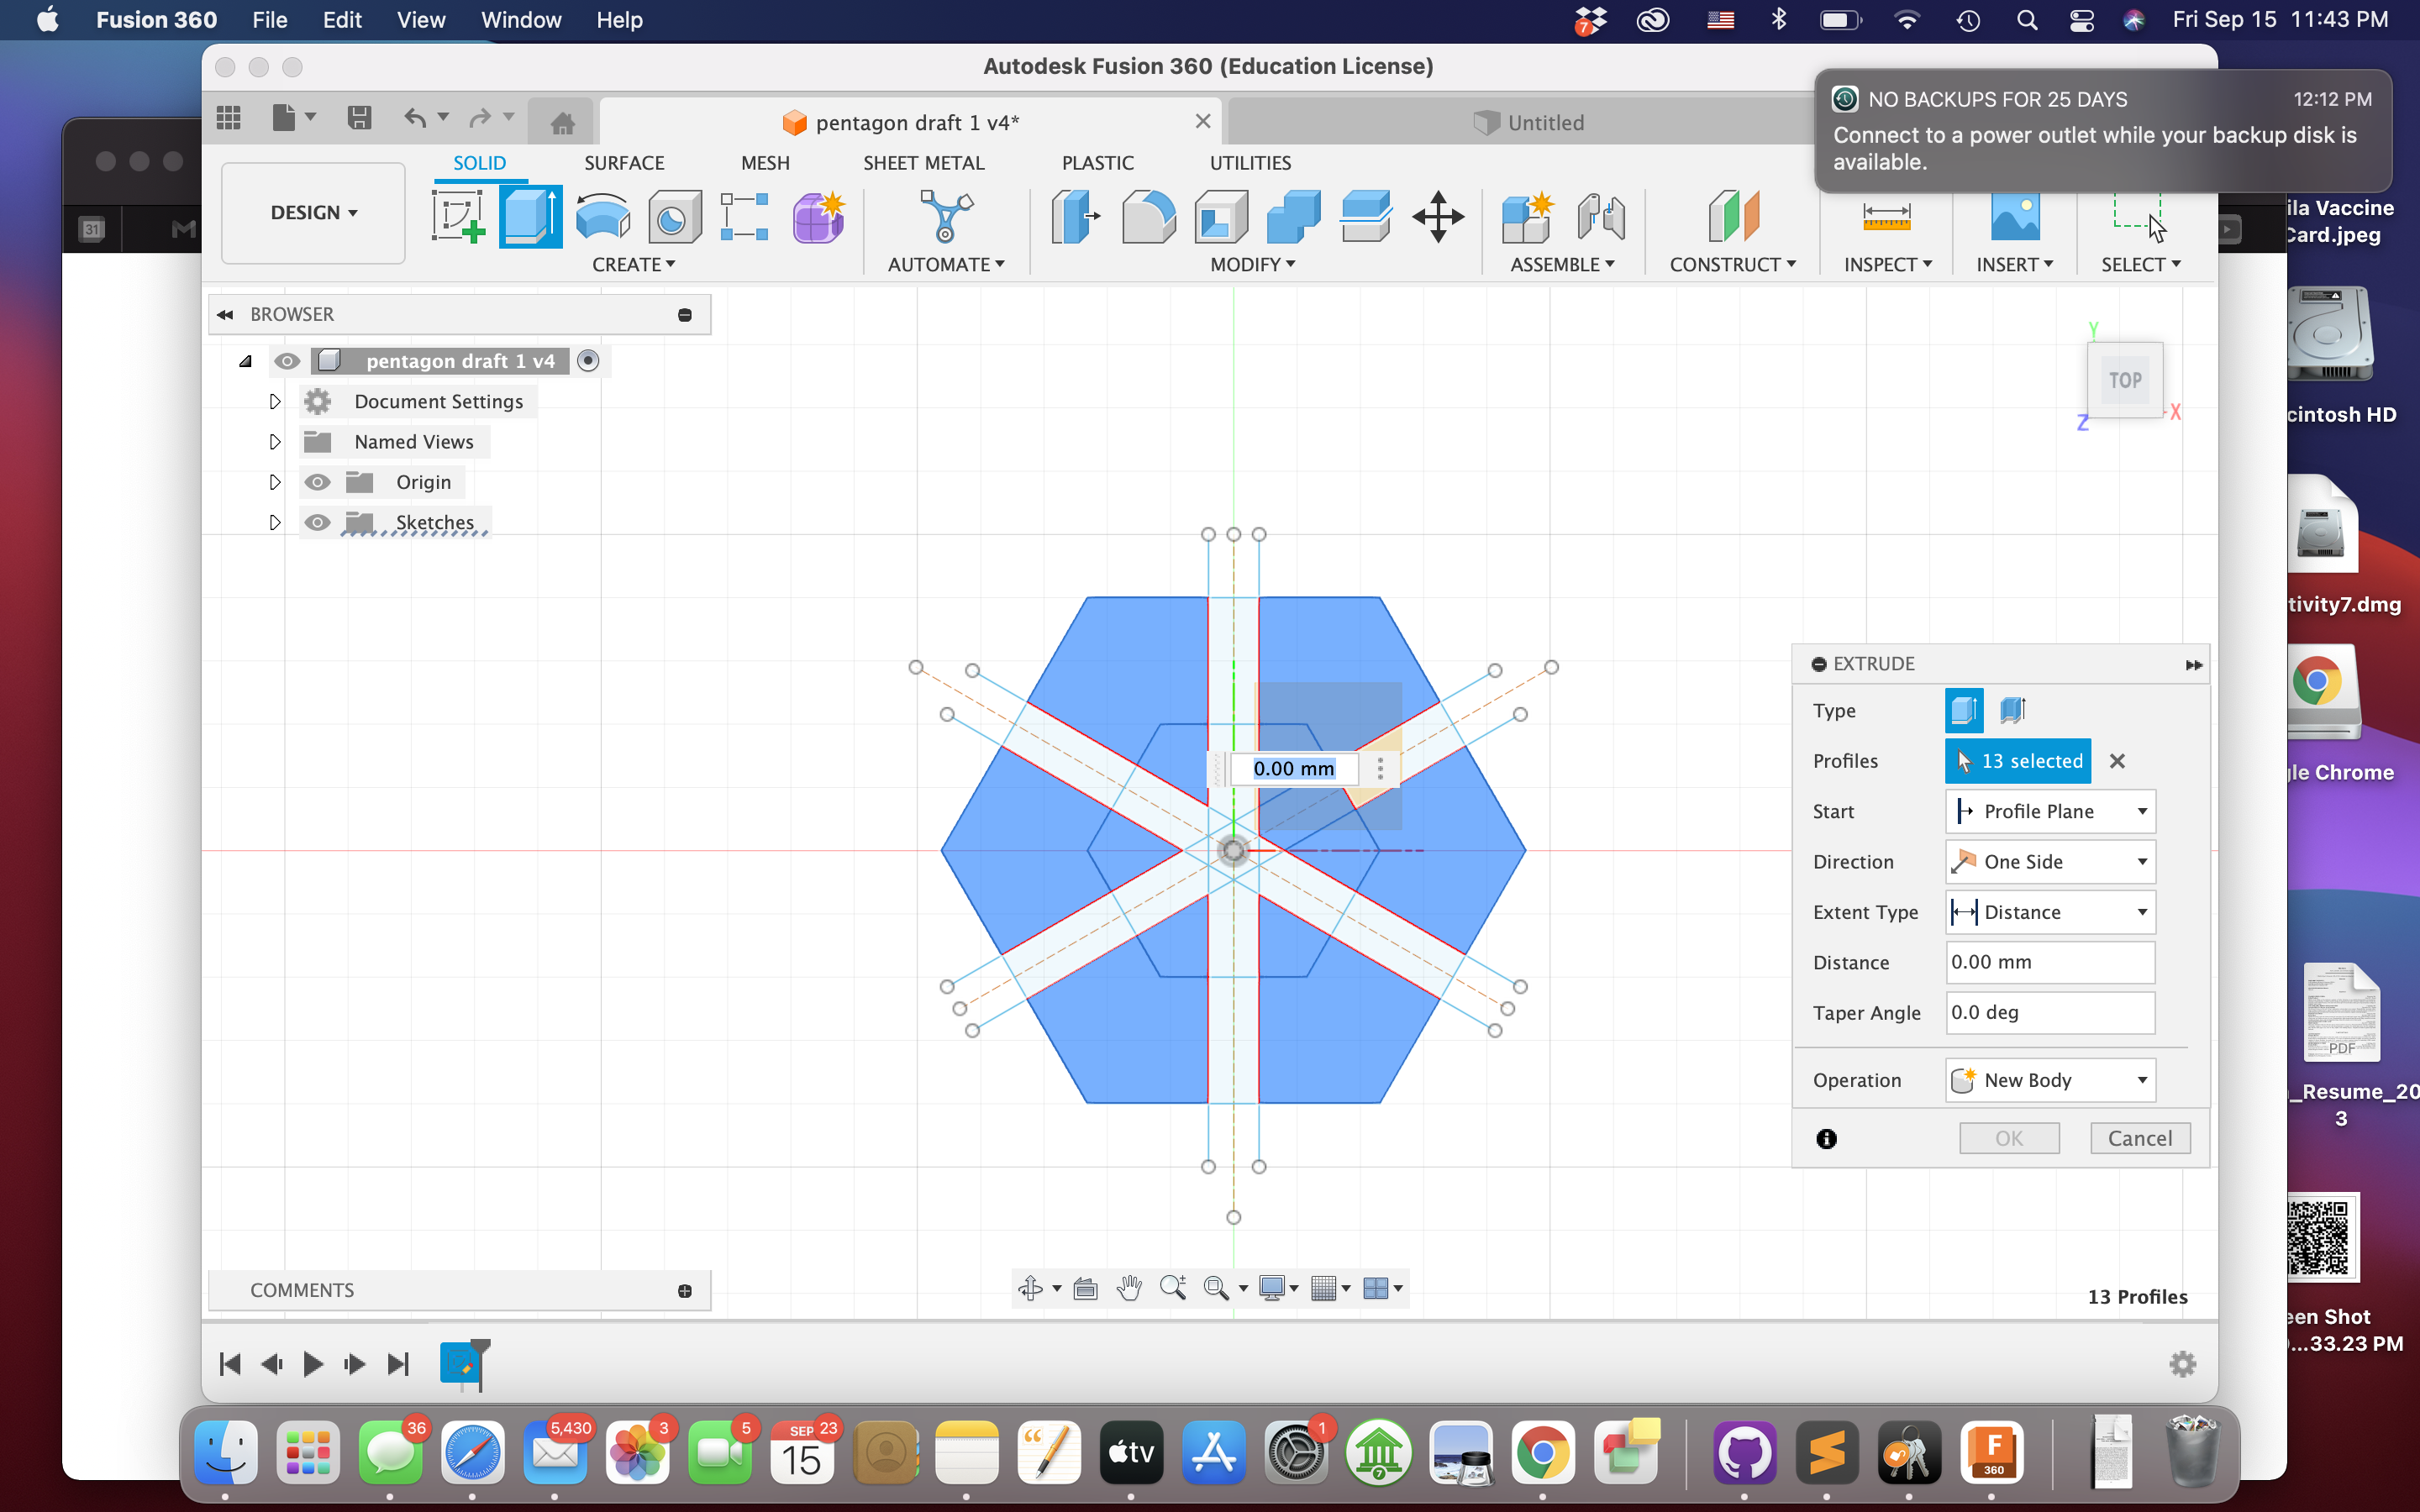 Fusion 360 File Edit View Window Help
7
Fri Sep 15 11:43 PM
Autodesk Fusion 360 (Education License)
NO BACKUPS FOR 25 DAYS 12:12 PM
Connect to a power outlet while your backup disk is
available.
pentagon draft 1 v4*
Untitled
31
DESIGN
SOLID SURFACE MESH SHEET METAL PLASTIC UTILITIES
CREATE AUTOMATE MODIFY ASSEMBLE CONSTRUCT INSPECT INSERT SELECT
BROWSER
pentagon draft 1 v4
Document Settings
Named Views
Origin
Sketches
Y
TOP
X
Z
0.00 mm
EXTRUDE
Type
Profiles 13 selected
Start Profile Plane
Direction One Side
Extent Type Distance
Distance 0.00 mm
Taper Angle 0.0 deg
Operation New Body
OK Cancel
COMMENTS
13 Profiles
ila Vaccine
Card.jpeg
cintosh HD
tivity7.dmg
gle Chrome
PDF
_Resume_20
3
een Shot
...33.23 PM
36
5,430
3
5
SEP 23
15
tv
1
7
F
360